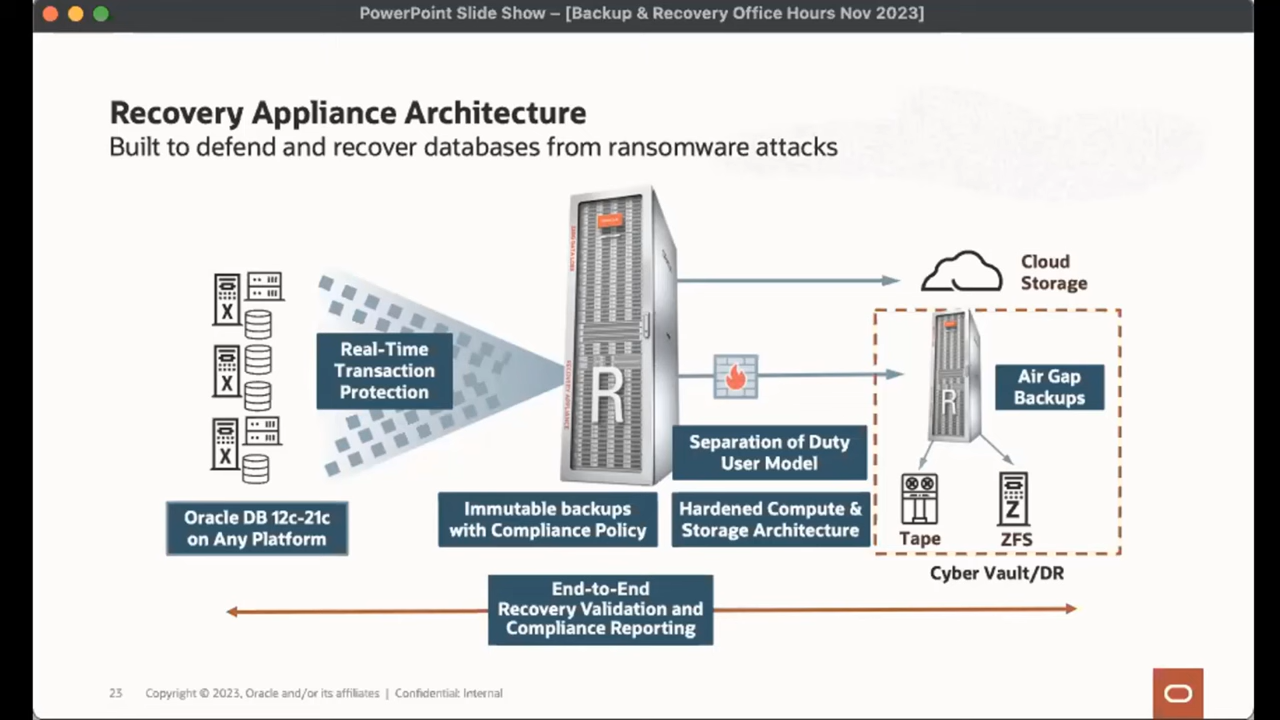 PowerPoint Slide Show – [Backup & Recovery Office Hours Nov 2023]
Recovery Appliance Architecture
Built to defend and recover databases from ransomware attacks
X
X
X
Oracle DB 12c-21c
on Any Platform
Real-Time
Transaction
Protection
R
RECOVERY APPLIANCE
Immutable backups
with Compliance Policy
Separation of Duty
User Model
Hardened Compute &
Storage Architecture
Cloud
Storage
R
Air Gap
Backups
Tape
Z
ZFS
Cyber Vault/DR
End-to-End
Recovery Validation and
Compliance Reporting
23 Copyright © 2023, Oracle and/or its affiliates | Confidential: Internal